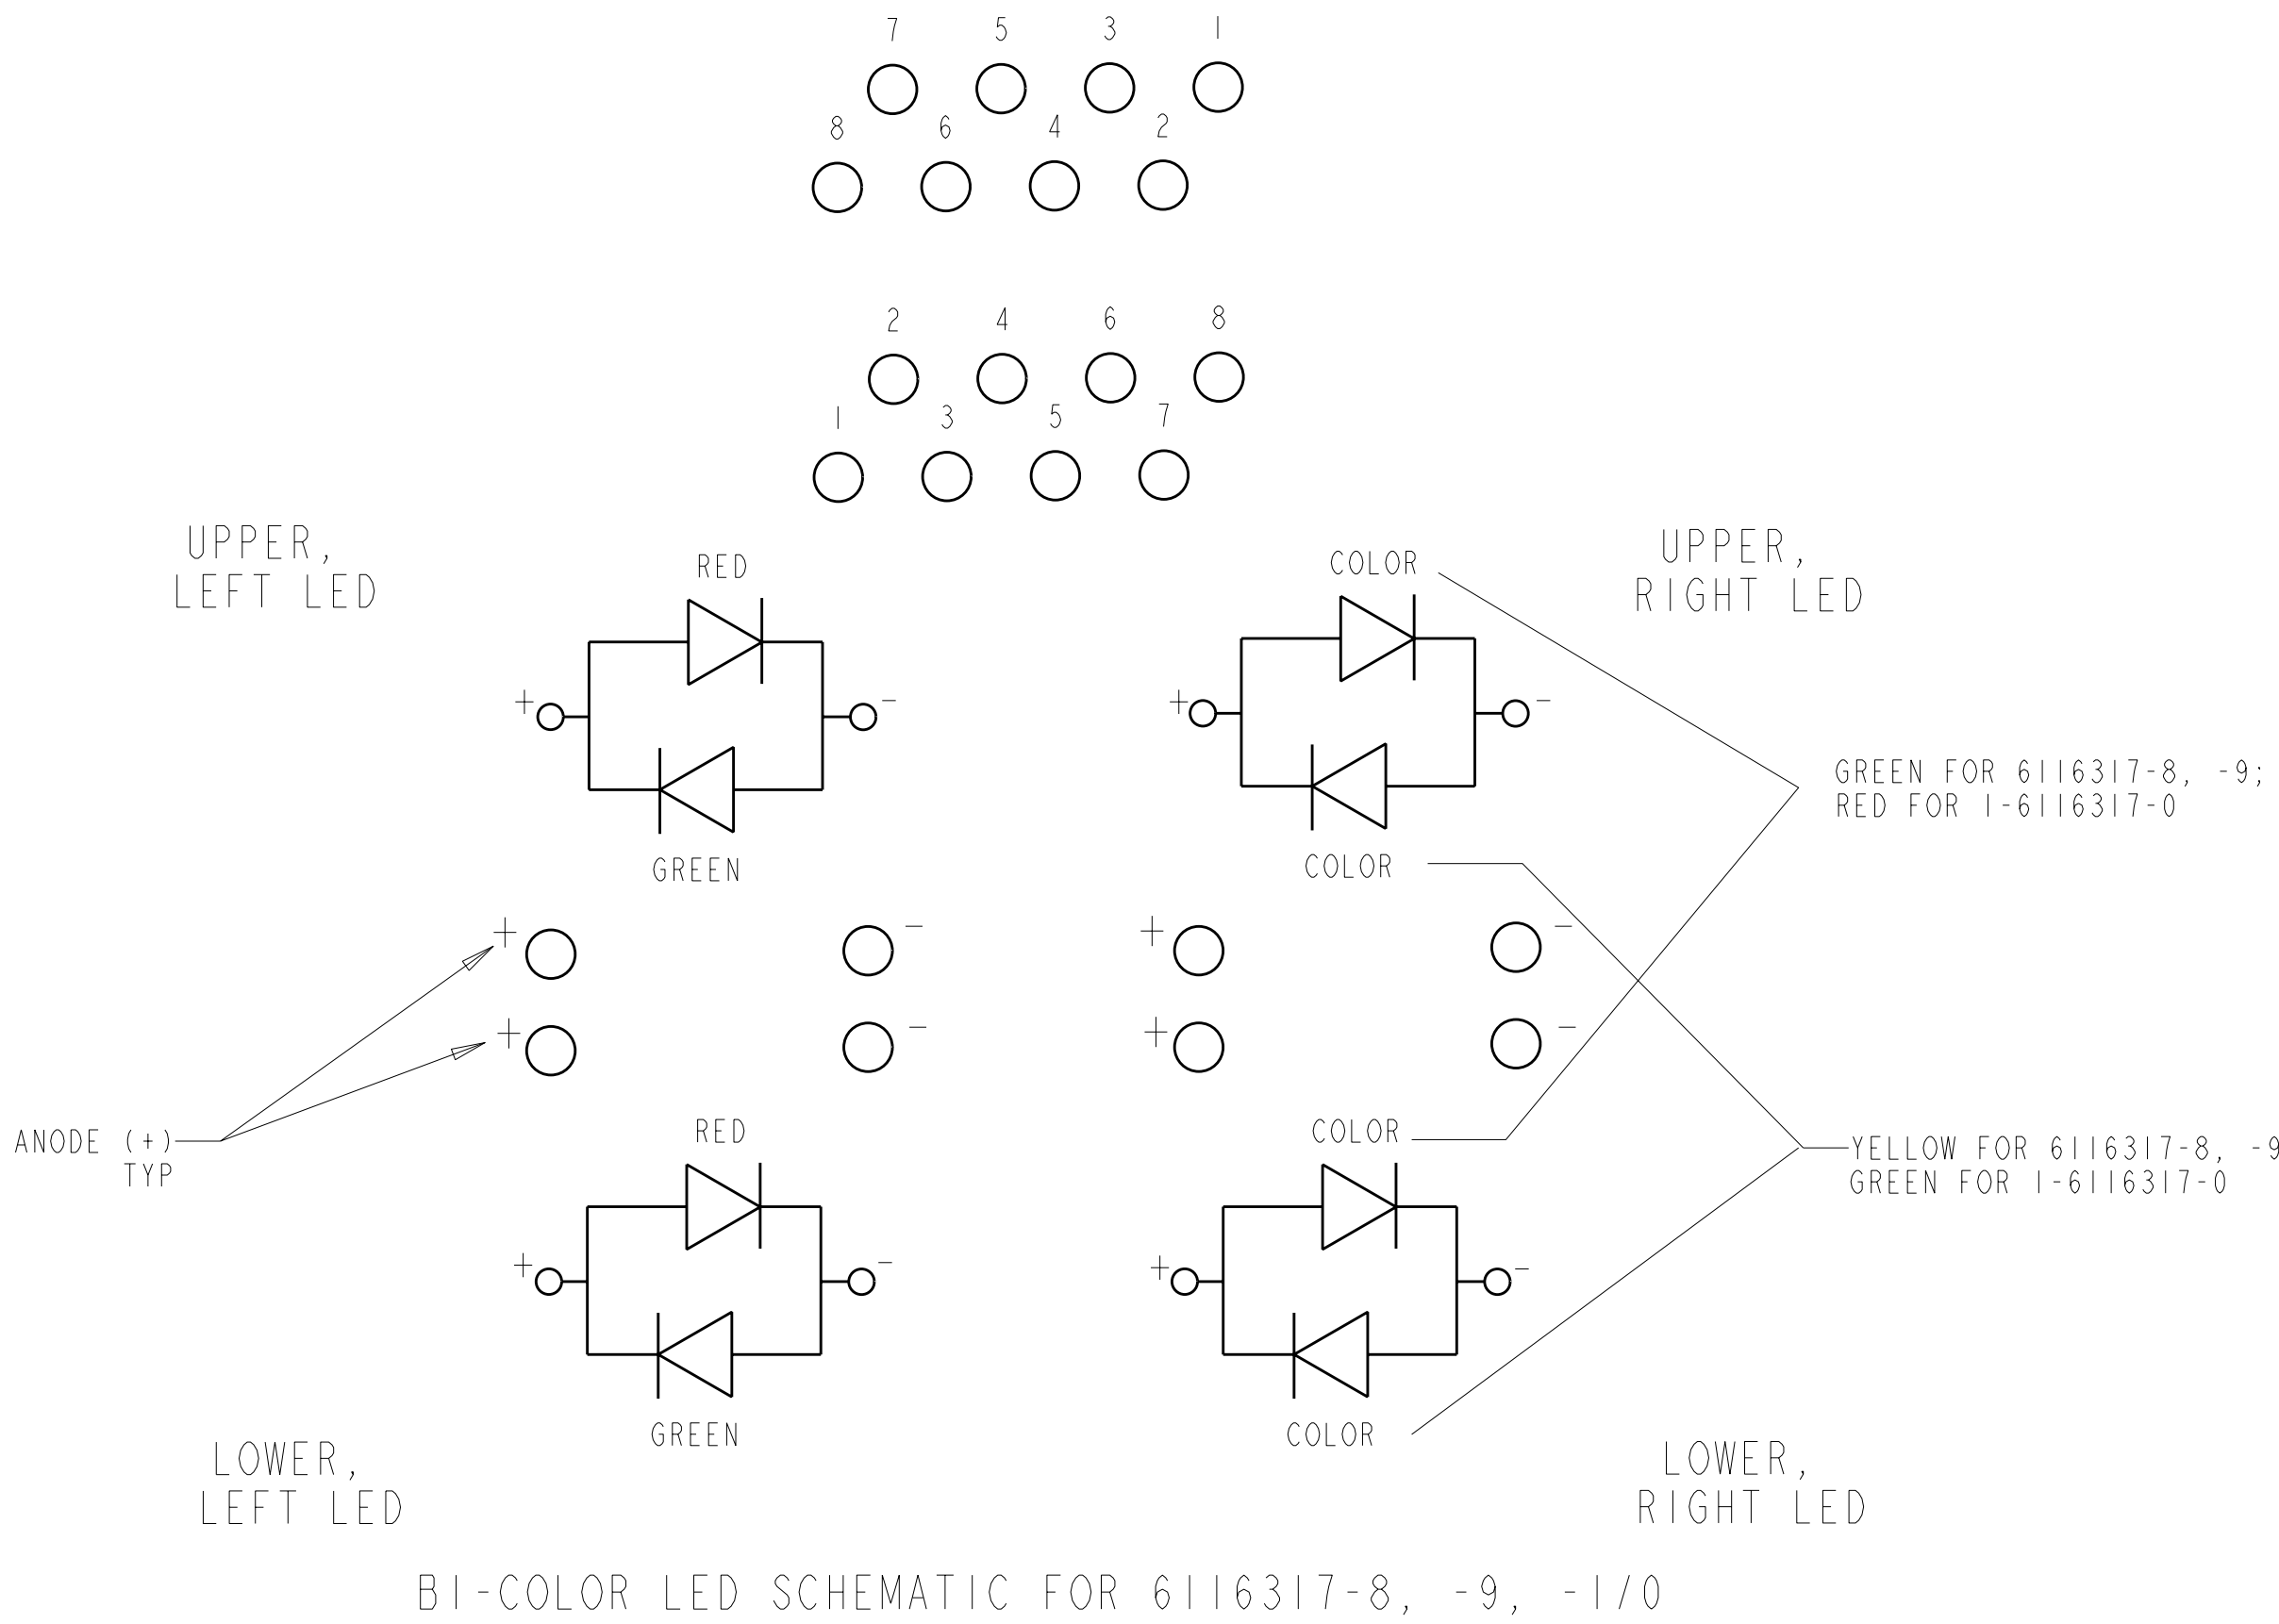 7 5 3 1
8 6 4 2
2 4 6 8
1 3 5 7
UPPER,
LEFT LED
RED
COLOR
UPPER,
RIGHT LED
+ -
+ -
GREEN FOR 6116317-8, -9;
RED FOR 1-6116317-0
GREEN
COLOR
+ - + -
+ - + -
ANODE (+)
TYP
RED
COLOR
YELLOW FOR 6116317-8, -9
GREEN FOR 1-6116317-0
+ -
+ -
GREEN
COLOR
LOWER,
LEFT LED
LOWER,
RIGHT LED
BI-COLOR LED SCHEMATIC FOR 6116317-8, -9, -1/0